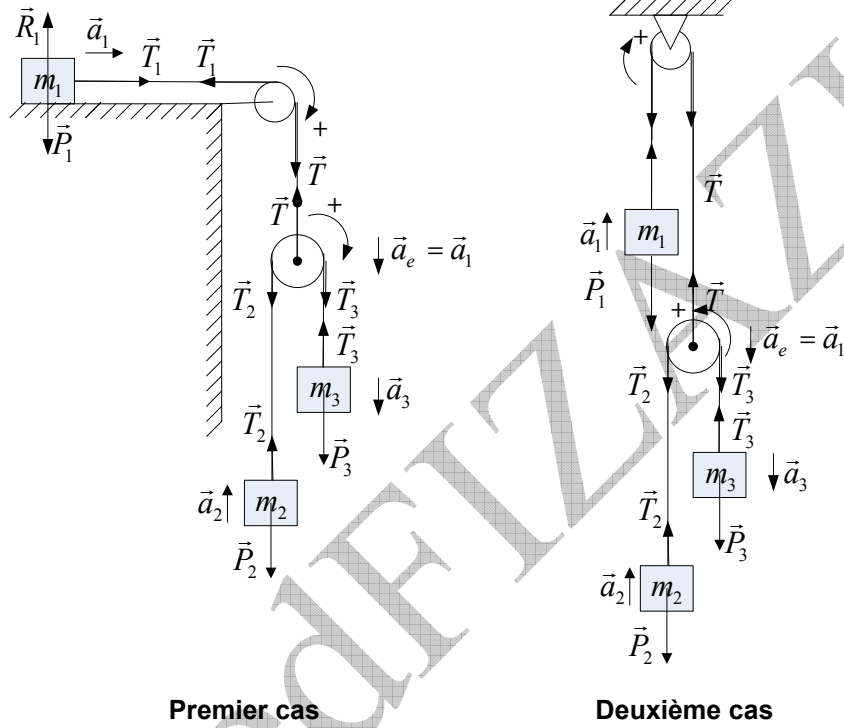 R⃗₁
a⃗₁
T⃗₁ T⃗₁
m₁
P⃗₁
+
T⃗
T⃗
+
a⃗ₑ = a⃗₁
T⃗₂ T⃗₃
T⃗₃
m₃ a⃗₃
T⃗₂
P⃗₃
a⃗₂ m₂
P⃗₂
Premier cas
+
T⃗
a⃗₁ m₁
P⃗₁
T⃗
+
a⃗ₑ = a⃗₁
T⃗₂ T⃗₃
T⃗₃
m₃ a⃗₃
T⃗₂
P⃗₃
a⃗₂ m₂
P⃗₂
Deuxième cas